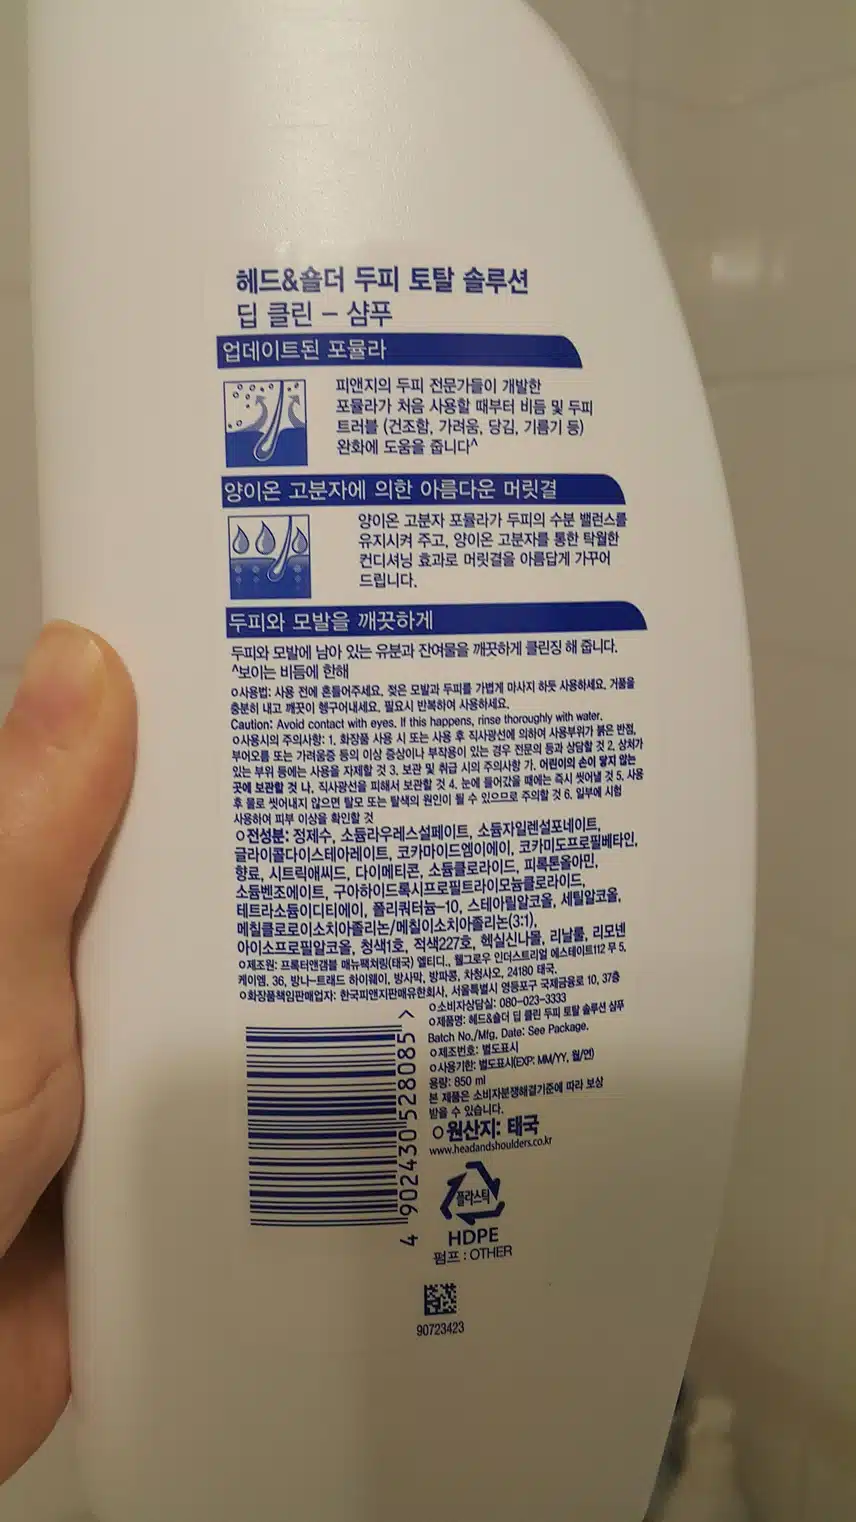 헤드&숄더 두피 토탈 솔루션
딥 클린 – 샴푸
업데이트된 포뮬라
피앤지의 두피 전문가들이 개발한
포뮬라가 처음 사용할 때부터 비듬 및 두피
트러블 (건조함, 가려움, 당김, 기름기 등)
완화에 도움을 줍니다^
양이온 고분자에 의한 아름다운 머릿결
양이온 고분자 포뮬라가 두피의 수분 밸런스를
유지시켜 주고, 양이온 고분자를 통한 탁월한
컨디셔닝 효과로 머릿결을 아름답게 가꾸어
드립니다.
두피와 모발을 깨끗하게
두피와 모발에 남아 있는 유분과 잔여물을 깨끗하게 클린징 해 줍니다.
^보이는 비듬에 한해
ㅇ사용법: 사용 전에 흔들어주세요. 젖은 모발과 두피를 가볍게 마사지 하듯 사용하세요. 거품을
충분히 내고 깨끗이 헹구어내세요. 필요시 반복하여 사용하세요.
Caution: Avoid contact with eyes. If this happens, rinse thoroughly with water.
ㅇ사용시의 주의사항: 1. 화장품 사용 시 또는 사용 후 직사광선에 의하여 사용부위가 붉은 반점,
부어오름 또는 가려움증 등의 이상 증상이나 부작용이 있는 경우 전문의 등과 상담할 것 2. 상처가
있는 부위 등에는 사용을 자제할 것 3. 보관 및 취급 시의 주의사항 가. 어린이의 손이 닿지 않는
곳에 보관할 것 나. 직사광선을 피해서 보관할 것 4. 눈에 들어갔을 때에는 즉시 씻어낼 것 5. 사용
후 물로 씻어내지 않으면 탈모 또는 탈색의 원인이 될 수 있으므로 주의할 것 6. 일부에 시험
사용하여 피부 이상을 확인할 것
ㅇ전성분: 정제수, 소듐라우레스설페이트, 소듐자일렌설포네이트,
글라이콜다이스테아레이트, 코카마이드엠이에이, 코카미도프로필베타인,
향료, 시트릭애씨드, 다이메티콘, 소듐클로라이드, 피록톤올아민,
소듐벤조에이트, 구아하이드록시프로필트라이모늄클로라이드,
테트라소듐이디티에이, 폴리쿼터늄-10, 스테아릴알코올, 세틸알코올,
메칠클로로이소치아졸리논/메칠이소치아졸리논(3:1),
아이소프로필알코올, 청색1호, 적색227호, 헥실신나몰, 리날룰, 리모넨
ㅇ제조원: 프록터앤갬블 매뉴팩쳐링(태국) 엘티디., 웰그로우 인더스트리얼 에스테이트112 무 5,
케이엠. 36, 방나-트래드 하이웨이, 방사막, 방파콩, 차청사오, 24180 태국.
ㅇ화장품책임판매업자: 한국피앤지판매유한회사, 서울특별시 영등포구 국제금융로 10, 37층
ㅇ소비자상담실: 080-023-3333
ㅇ제품명: 헤드&숄더 딥 클린 두피 토탈 솔루션 샴푸
Batch No./Mfg. Date: See Package.
ㅇ제조번호: 별도표시
ㅇ사용기한: 별도표시(EXP: MM/YY, 월/연)
용량: 850 ml
본 제품은 소비자분쟁해결기준에 따라 보상
받을 수 있습니다.
ㅇ원산지: 태국
www.headandshoulders.co.kr
4 902430 528085 >
플라스틱
HDPE
펌프 : OTHER
90723423